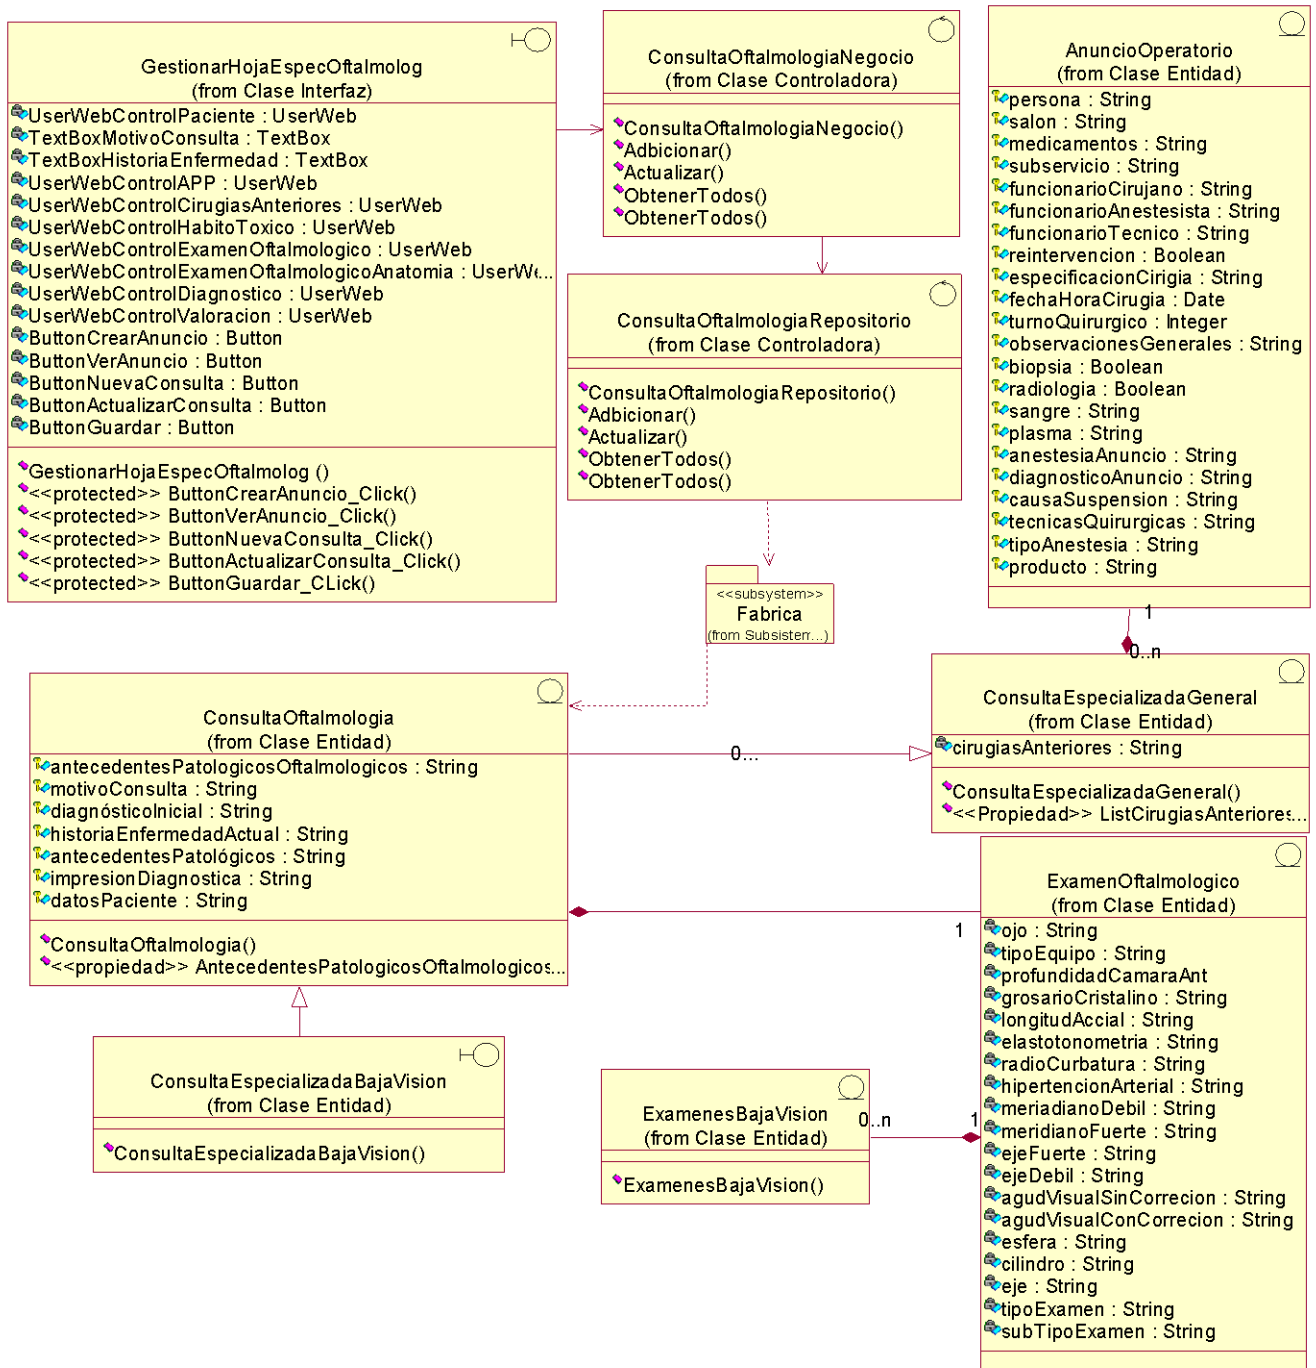 GestionarHojaEspecOftalmolog
(from Clase Interfaz)
UserWebControlPaciente : UserWeb
TextBoxMotivoConsulta : TextBox
TextBoxHistoriaEnfermedad : TextBox
UserWebControlAPP : UserWeb
UserWebControlCirugiasAnteriores : UserWeb
UserWebControlHabitoToxico : UserWeb
UserWebControlExamenOftalmologico : UserWeb
UserWebControlExamenOftalmologicoAnatomia : UserWe...
UserWebControlDiagnostico : UserWeb
UserWebControlValoracion : UserWeb
ButtonCrearAnuncio : Button
ButtonVerAnuncio : Button
ButtonNuevaConsulta : Button
ButtonActualizarConsulta : Button
ButtonGuardar : Button
GestionarHojaEspecOftalmolog ()
<<protected>> ButtonCrearAnuncio_Click()
<<protected>> ButtonVerAnuncio_Click()
<<protected>> ButtonNuevaConsulta_Click()
<<protected>> ButtonActualizarConsulta_Click()
<<protected>> ButtonGuardar_CLick()
ConsultaOftalmologiaNegocio
(from Clase Controladora)
ConsultaOftalmologiaNegocio()
Adbicionar()
Actualizar()
ObtenerTodos()
ObtenerTodos()
ConsultaOftalmologiaRepositorio
(from Clase Controladora)
ConsultaOftalmologiaRepositorio()
Adbicionar()
Actualizar()
ObtenerTodos()
ObtenerTodos()
<<subsystem>>
Fabrica
(from Subsistem...)
AnuncioOperatorio
(from Clase Entidad)
persona : String
salon : String
medicamentos : String
subservicio : String
funcionarioCirujano : String
funcionarioAnestesista : String
funcionarioTecnico : String
reintervencion : Boolean
especificacionCirigia : String
fechaHoraCirugia : Date
turnoQuirurgico : Integer
observacionesGenerales : String
biopsia : Boolean
radiologia : Boolean
sangre : String
plasma : String
anestesiaAnuncio : String
diagnosticoAnuncio : String
causaSuspension : String
tecnicasQuirurgicas : String
tipoAnestesia : String
producto : String
1
0..n
ConsultaEspecializadaGeneral
(from Clase Entidad)
cirugiasAnteriores : String
ConsultaEspecializadaGeneral()
<<Propiedad>> ListCirugiasAnteriores...
0...
ConsultaOftalmologia
(from Clase Entidad)
antecedentesPatologicosOftalmologicos : String
motivoConsulta : String
diagnósticoInicial : String
historiaEnfermedadActual : String
antecedentesPatológicos : String
impresionDiagnostica : String
datosPaciente : String
ConsultaOftalmologia()
<<propiedad>> AntecedentesPatologicosOftalmologicos...
1
ConsultaEspecializadaBajaVision
(from Clase Entidad)
ConsultaEspecializadaBajaVision()
ExamenesBajaVision
(from Clase Entidad)
ExamenesBajaVision()
0..n
1
ExamenOftalmologico
(from Clase Entidad)
ojo : String
tipoEquipo : String
profundidadCamaraAnt
grosarioCristalino : String
longitudAccial : String
elastotonometria : String
radioCurbatura : String
hipertencionArterial : String
meriadianoDebil : String
meridianoFuerte : String
ejeFuerte : String
ejeDebil : String
agudVisualSinCorrecion : String
agudVisualConCorrecion : String
esfera : String
cilindro : String
eje : String
tipoExamen : String
subTipoExamen : String